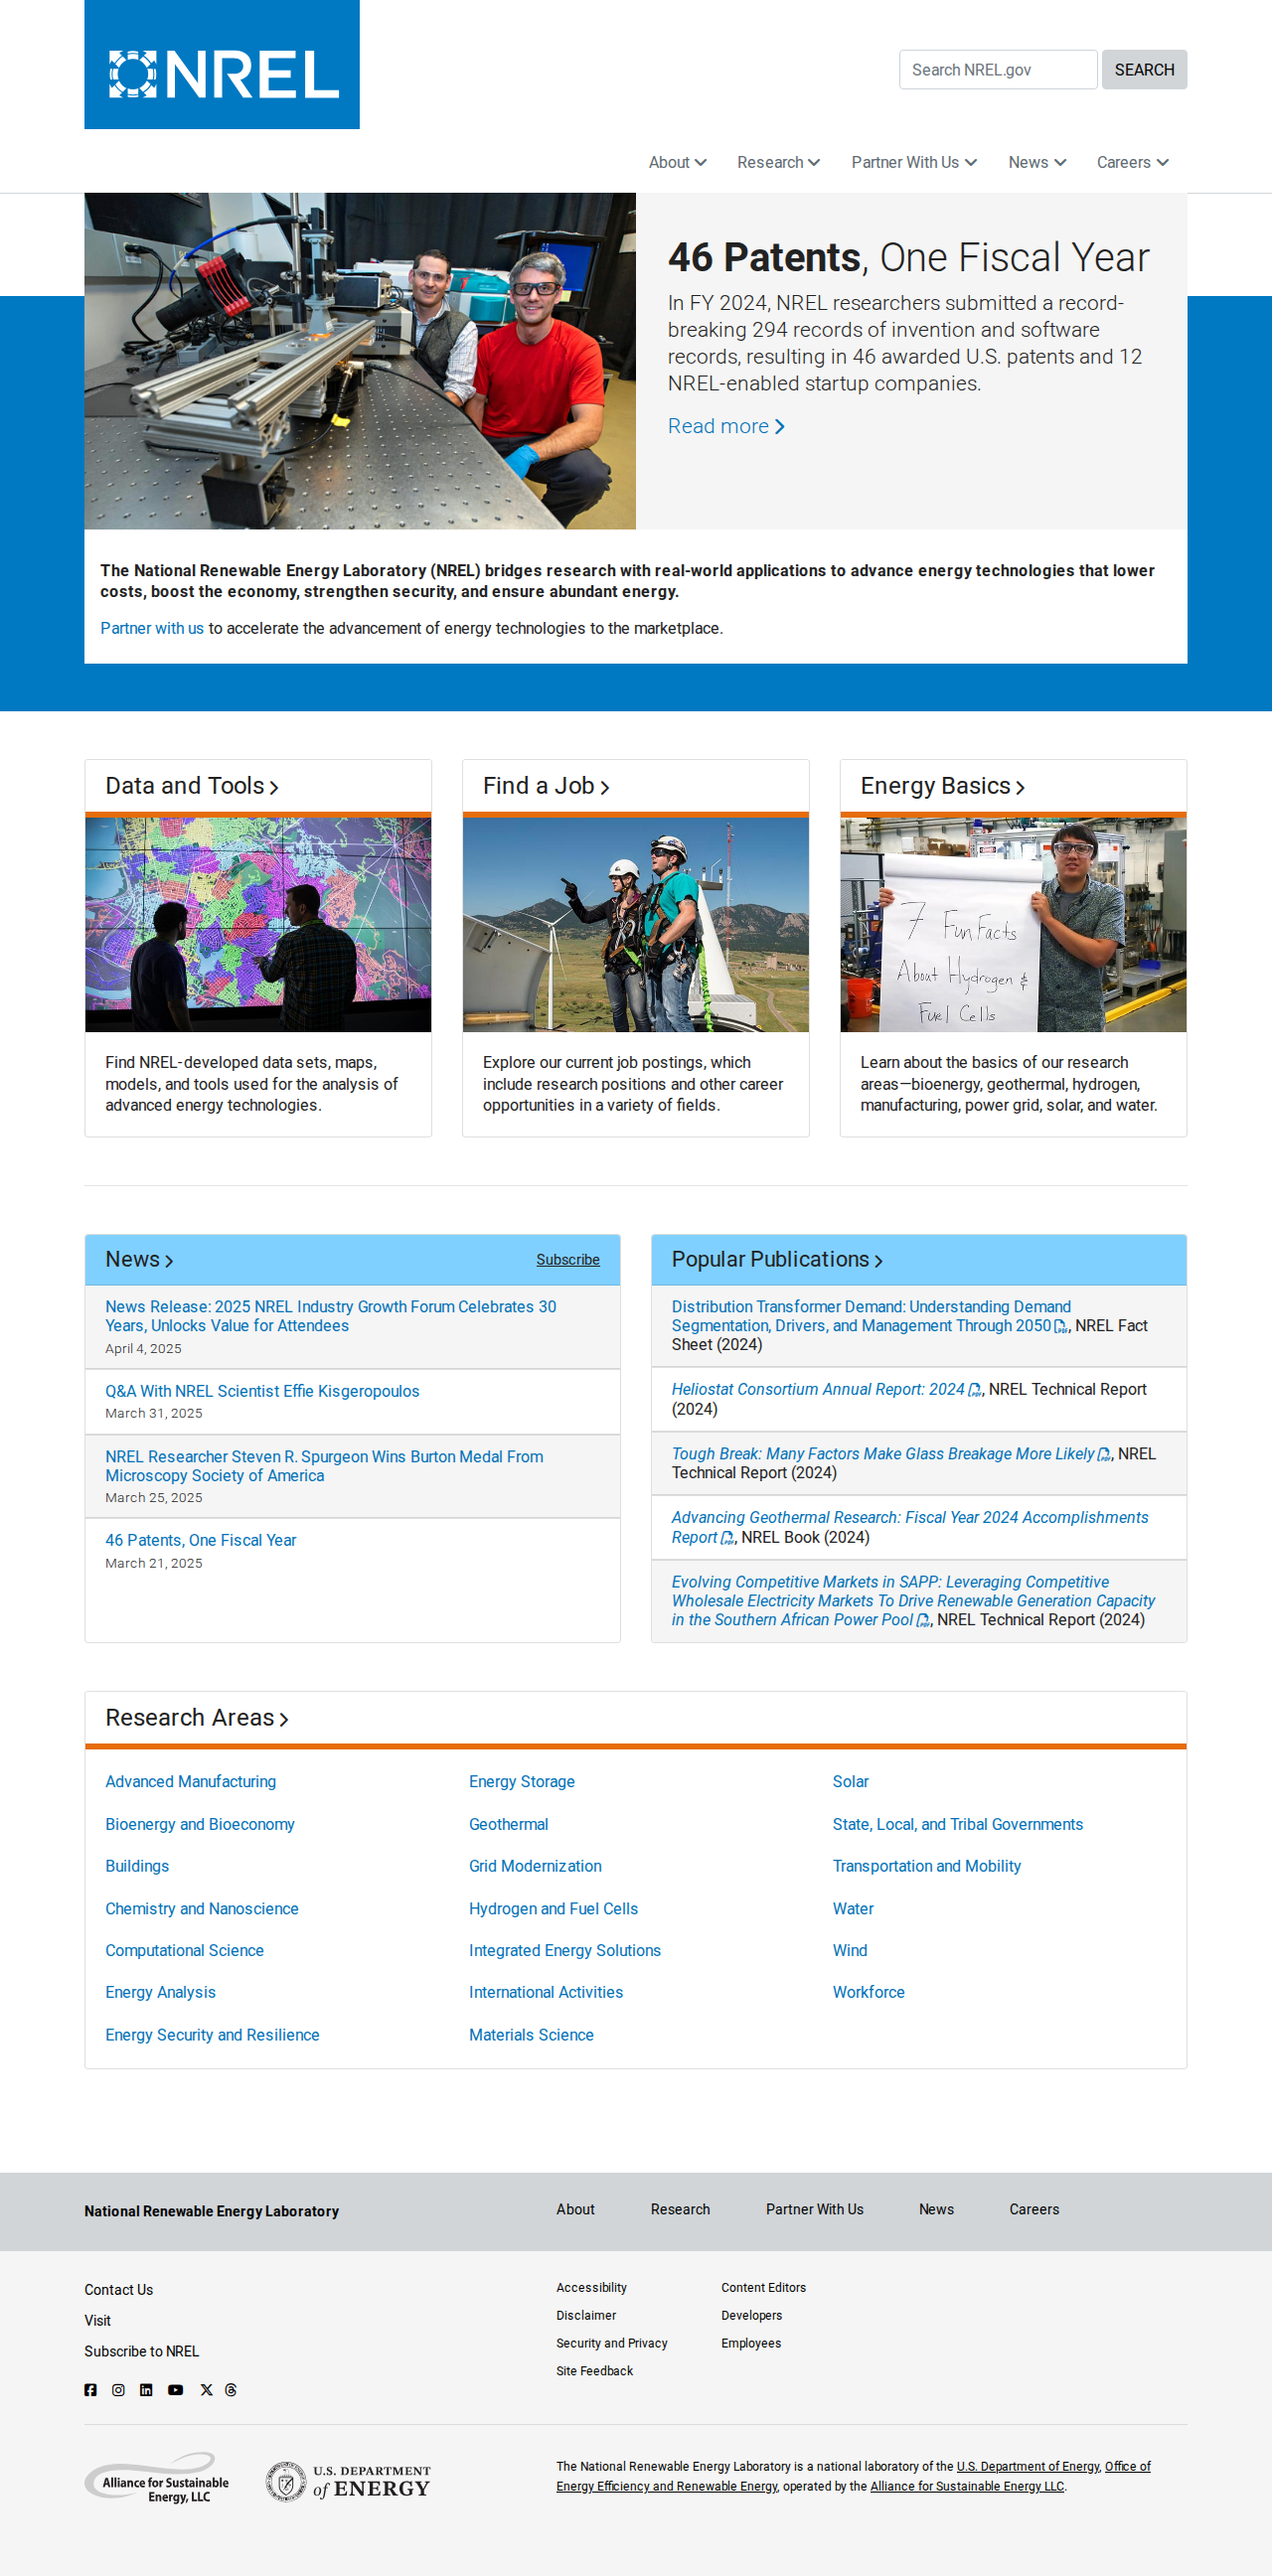 NREL
Search NREL.gov
SEARCH
About
Research
Partner With Us
News
Careers
46 Patents, One Fiscal Year
In FY 2024, NREL researchers submitted a record-
breaking 294 records of invention and software
records, resulting in 46 awarded U.S. patents and 12
NREL-enabled startup companies.
Read more
The National Renewable Energy Laboratory (NREL) bridges research with real-world applications to advance energy technologies that lower
costs, boost the economy, strengthen security, and ensure abundant energy.
Partner with us to accelerate the advancement of energy technologies to the marketplace.
Data and Tools
Find NREL-developed data sets, maps,
models, and tools used for the analysis of
advanced energy technologies.
Find a Job
Explore our current job postings, which
include research positions and other career
opportunities in a variety of fields.
Energy Basics
7 Fun Facts
About Hydrogen &
Fuel Cells
Learn about the basics of our research
areas—bioenergy, geothermal, hydrogen,
manufacturing, power grid, solar, and water.
News
Subscribe
News Release: 2025 NREL Industry Growth Forum Celebrates 30
Years, Unlocks Value for Attendees
April 4, 2025
Q&A With NREL Scientist Effie Kisgeropoulos
March 31, 2025
NREL Researcher Steven R. Spurgeon Wins Burton Medal From
Microscopy Society of America
March 25, 2025
46 Patents, One Fiscal Year
March 21, 2025
Popular Publications
Distribution Transformer Demand: Understanding Demand
Segmentation, Drivers, and Management Through 2050, NREL Fact
Sheet (2024)
Heliostat Consortium Annual Report: 2024, NREL Technical Report
(2024)
Tough Break: Many Factors Make Glass Breakage More Likely, NREL
Technical Report (2024)
Advancing Geothermal Research: Fiscal Year 2024 Accomplishments
Report, NREL Book (2024)
Evolving Competitive Markets in SAPP: Leveraging Competitive
Wholesale Electricity Markets To Drive Renewable Generation Capacity
in the Southern African Power Pool, NREL Technical Report (2024)
Research Areas
Advanced Manufacturing
Bioenergy and Bioeconomy
Buildings
Chemistry and Nanoscience
Computational Science
Energy Analysis
Energy Security and Resilience
Energy Storage
Geothermal
Grid Modernization
Hydrogen and Fuel Cells
Integrated Energy Solutions
International Activities
Materials Science
Solar
State, Local, and Tribal Governments
Transportation and Mobility
Water
Wind
Workforce
National Renewable Energy Laboratory
About
Research
Partner With Us
News
Careers
Contact Us
Visit
Subscribe to NREL
Accessibility
Disclaimer
Security and Privacy
Site Feedback
Content Editors
Developers
Employees
Alliance for Sustainable
Energy, LLC
U.S. DEPARTMENT
of ENERGY
The National Renewable Energy Laboratory is a national laboratory of the U.S. Department of Energy, Office of
Energy Efficiency and Renewable Energy, operated by the Alliance for Sustainable Energy LLC.